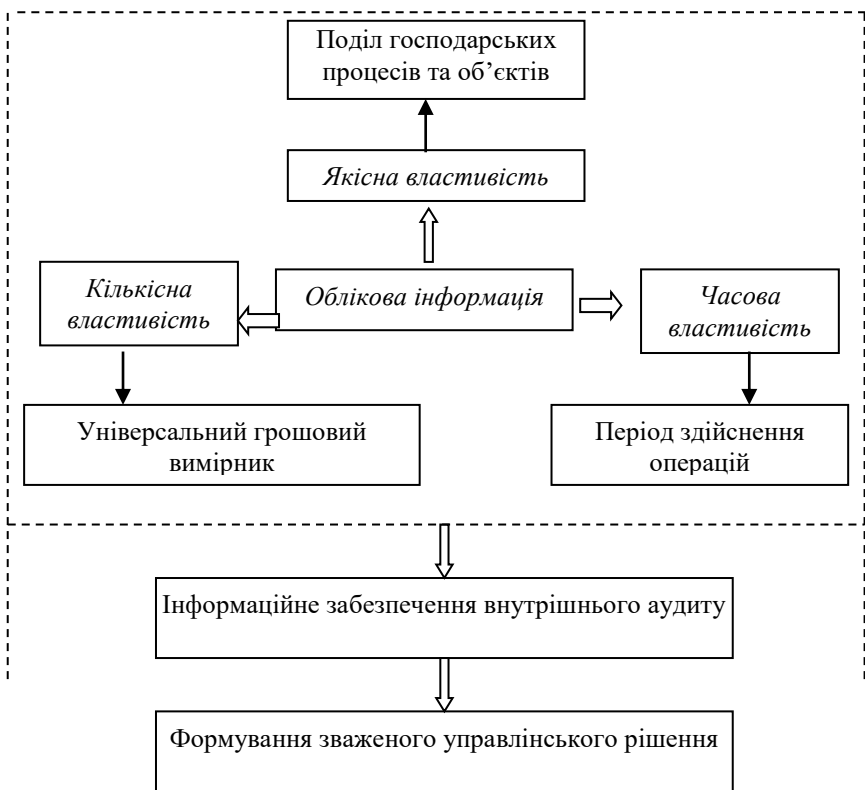 Поділ господарських
процесів та об’єктів
Якісна властивість
Кількісна
властивість
Облікова інформація
Часова
властивість
Універсальний грошовий
вимірник
Період здійснення
операцій
Інформаційне забезпечення внутрішнього аудиту
Формування зваженого управлінського рішення